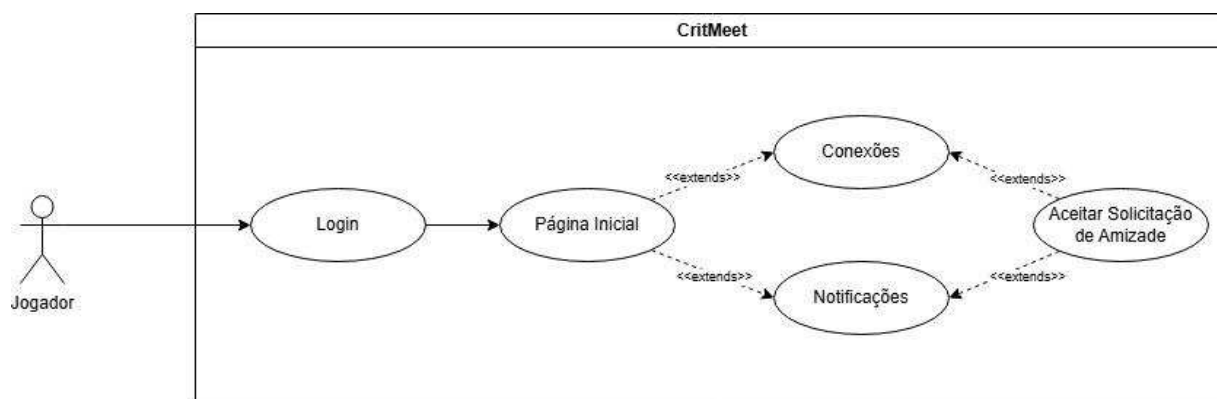 CritMeet
Conexões
<<extends>>
<<extends>>
Login
Página Inicial
Aceitar Solicitação
de Amizade
<<extends>>
<<extends>>
Notificações
Jogador